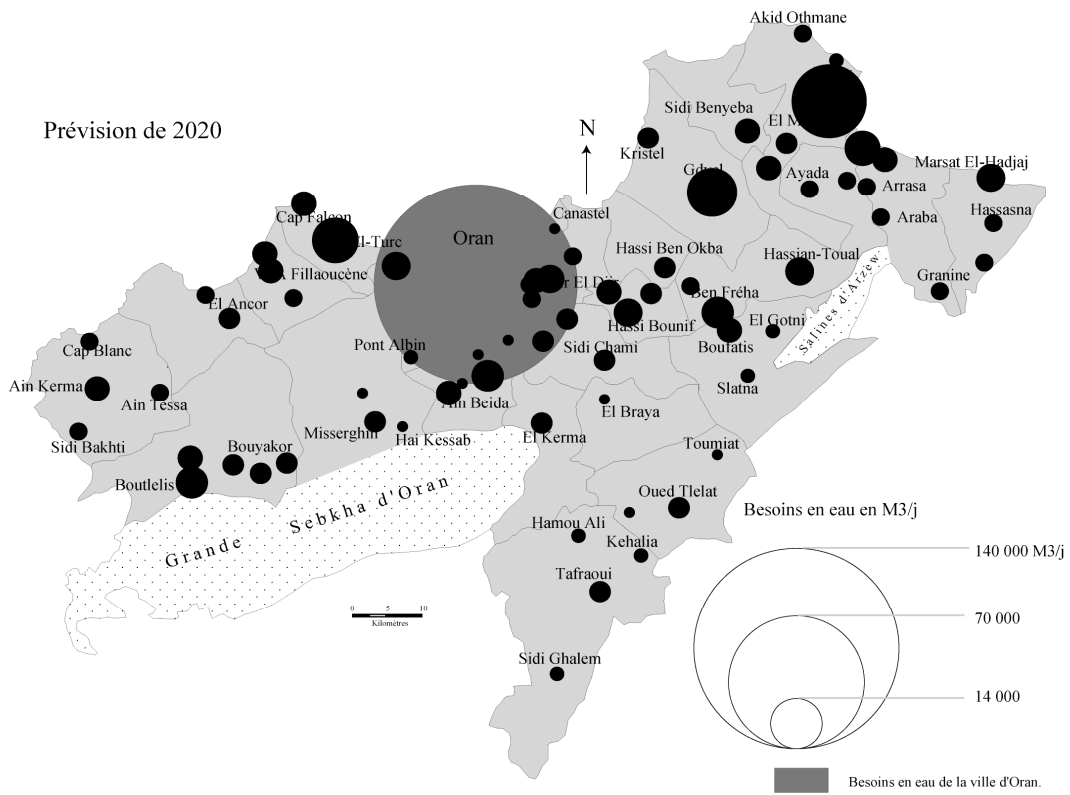 Akid Othmane
Prévision de 2020
Sidi Benyeba
El M
N
Kristel
Marsat El-Hadjaj
Gdyel
Ayada
Arrasa
Canastel
Cap Falcon
Araba
Hassasna
Oran
El-Turc
Hassi Ben Okba
Hassian-Toual
Fillaoucène
Granine
El Ancor
Ben Fréha
Salines d'Arzew
Hassi Bounif
El Gotni
Pont Albin
Sidi Chami
Boufatis
Cap Blanc
Ain Kerma
Slatna
Ain Tessa
Ain Beida
El Braya
Sidi Bakhti
Misserghin
Hai Kessab
El Kerma
Bouyakor
Toumiat
Boutlelis
Grande Sebkha d'Oran
Oued Tlelat
Besoins en eau en M3/j
Hamou Ali
Kehalia
140 000 M3/j
Tafraoui
0 5 10
Kilomètres
70 000
Sidi Ghalem
14 000
Besoins en eau de la ville d'Oran.